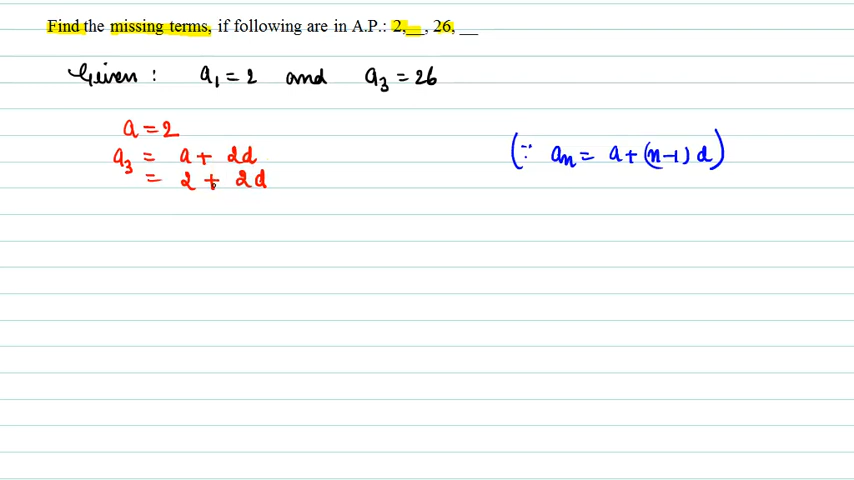 Find the missing terms, if following are in A.P.: 2,__, 26, __
Given : a₁ = 2 and a₃ = 26
a = 2
a₃ = a + 2d (∵ aₙ = a + (n-1) d)
= 2 + 2d